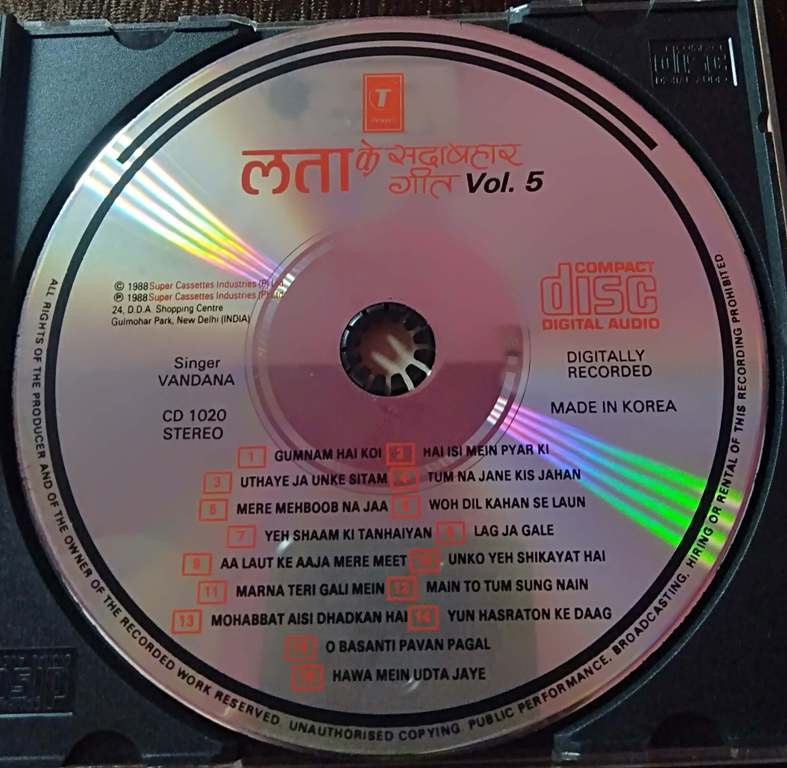 T
लता के सदाबहार
गीत Vol. 5
© 1988 Super Cassettes Industries (P) Ltd.
℗ 1988 Super Cassettes Industries (P) Ltd.
24, D.D.A. Shopping Centre
Gulmohar Park, New Delhi (INDIA)
COMPACT
disc
DIGITAL AUDIO
Singer
VANDANA
DIGITALLY
RECORDED
CD 1020
STEREO
MADE IN KOREA
1 GUMNAM HAI KOI 2 HAI ISI MEIN PYAR KI
3 UTHAYE JA UNKE SITAM 4 TUM NA JANE KIS JAHAN
5 MERE MEHBOOB NA JAA 6 WOH DIL KAHAN SE LAUN
7 YEH SHAAM KI TANHAIYAN 8 LAG JA GALE
9 AA LAUT KE AAJA MERE MEET 10 UNKO YEH SHIKAYAT HAI
11 MARNA TERI GALI MEIN 12 MAIN TO TUM SUNG NAIN
13 MOHABBAT AISI DHADKAN HAI 14 YUN HASRATON KE DAAG
15 O BASANTI PAVAN PAGAL
16 HAWA MEIN UDTA JAYE
ALL RIGHTS OF THE PRODUCER AND OF THE OWNER OF THE RECORDED WORK RESERVED. UNAUTHORISED COPYING. PUBLIC PERFORMANCE, BROADCASTING. HIRING OR RENTAL OF THIS RECORDING PROHIBITED.